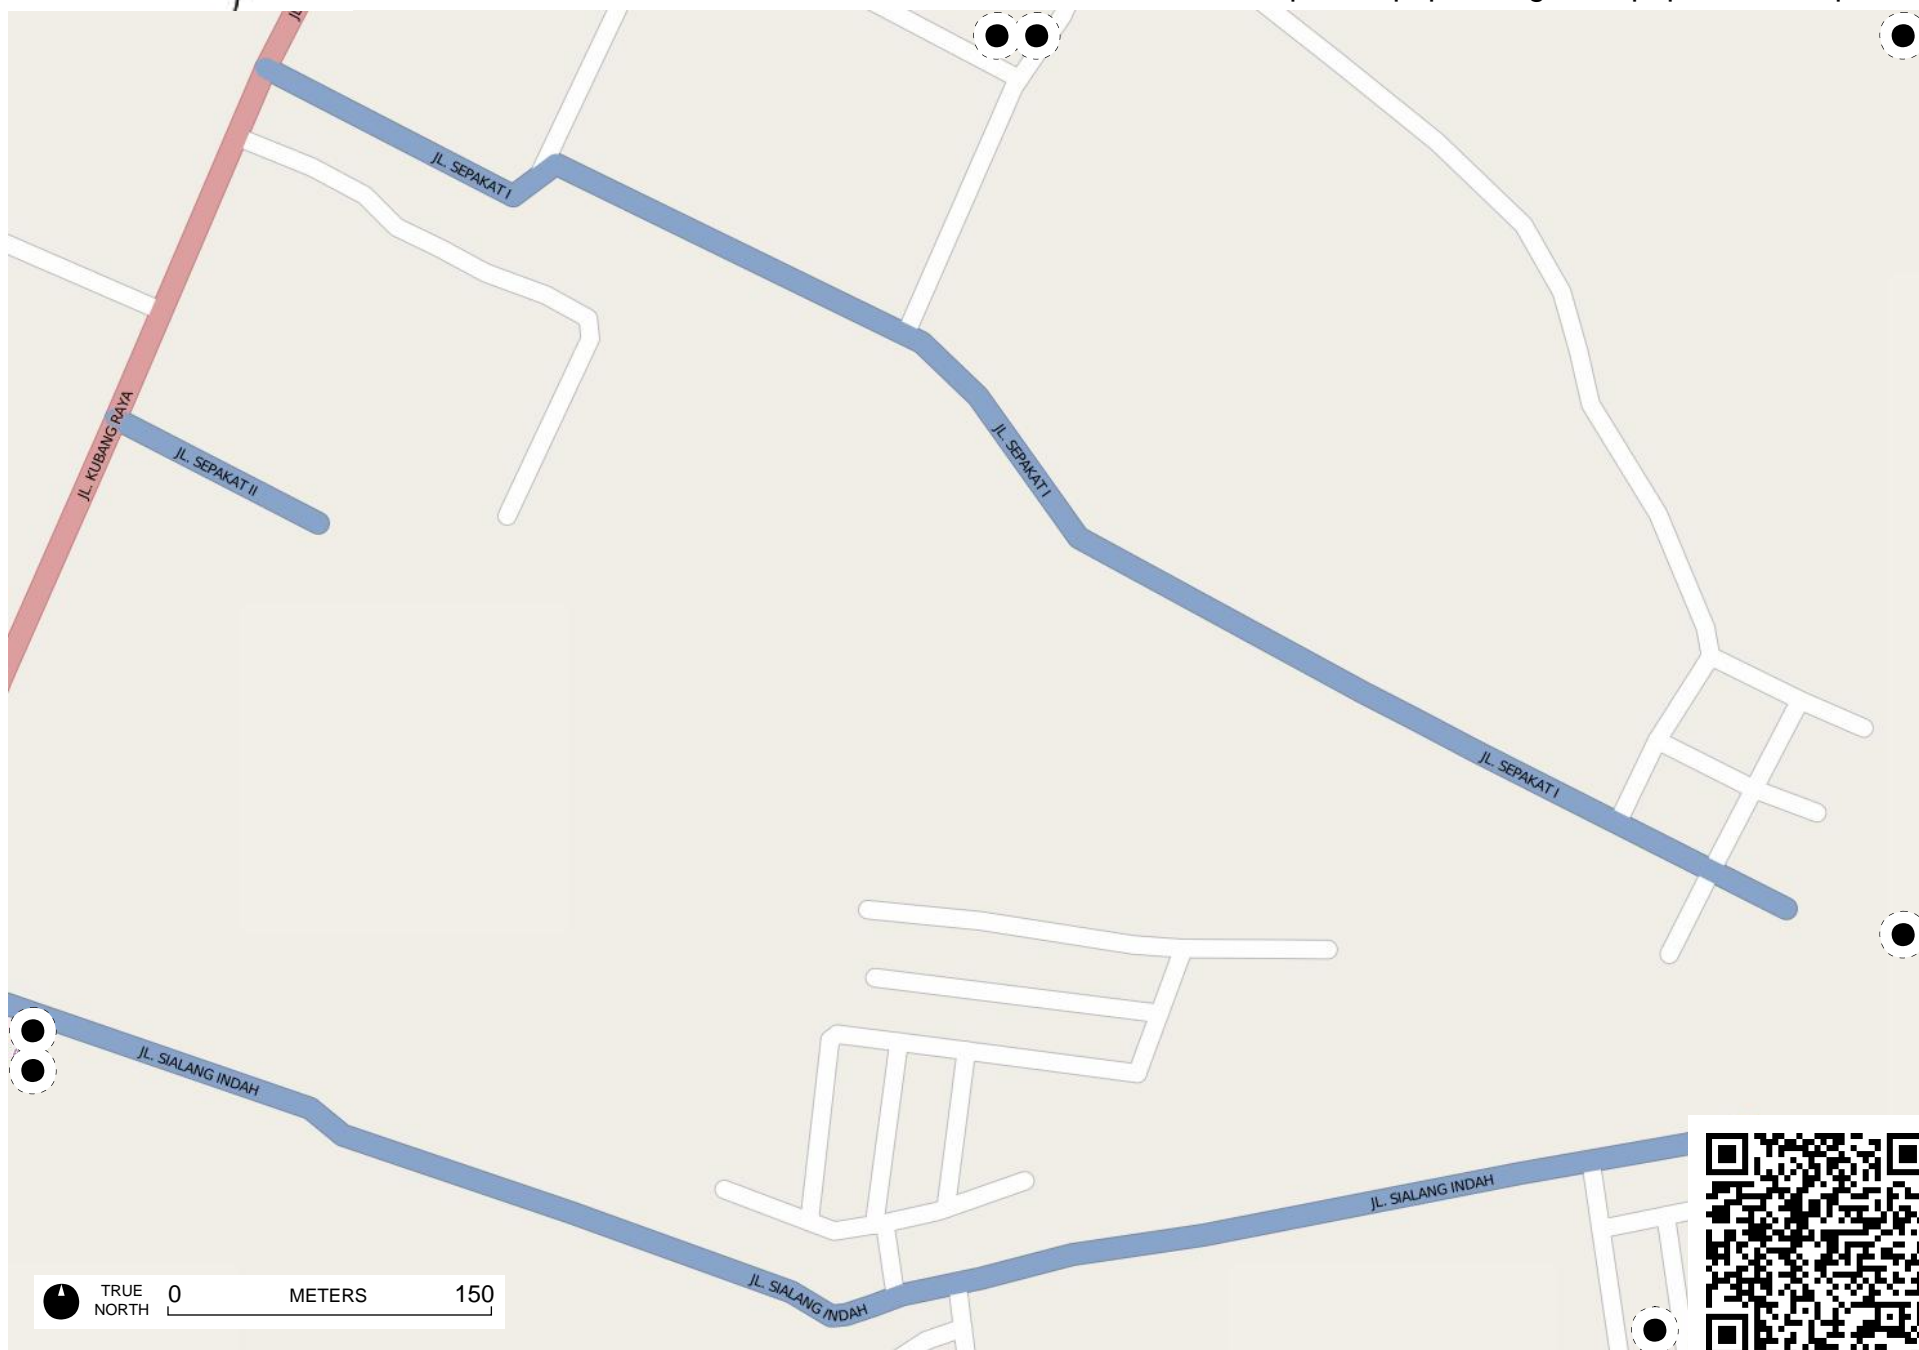 JL. SEPAKAT I
JL. KUBANG RAYA
JL. SEPAKAT II
JL. SEPAKAT I
JL. SEPAKAT I
JL. SIALANG INDAH
JL. SIALANG INDAH
JL. SIALANG INDAH
TRUE
NORTH
0 METERS 150